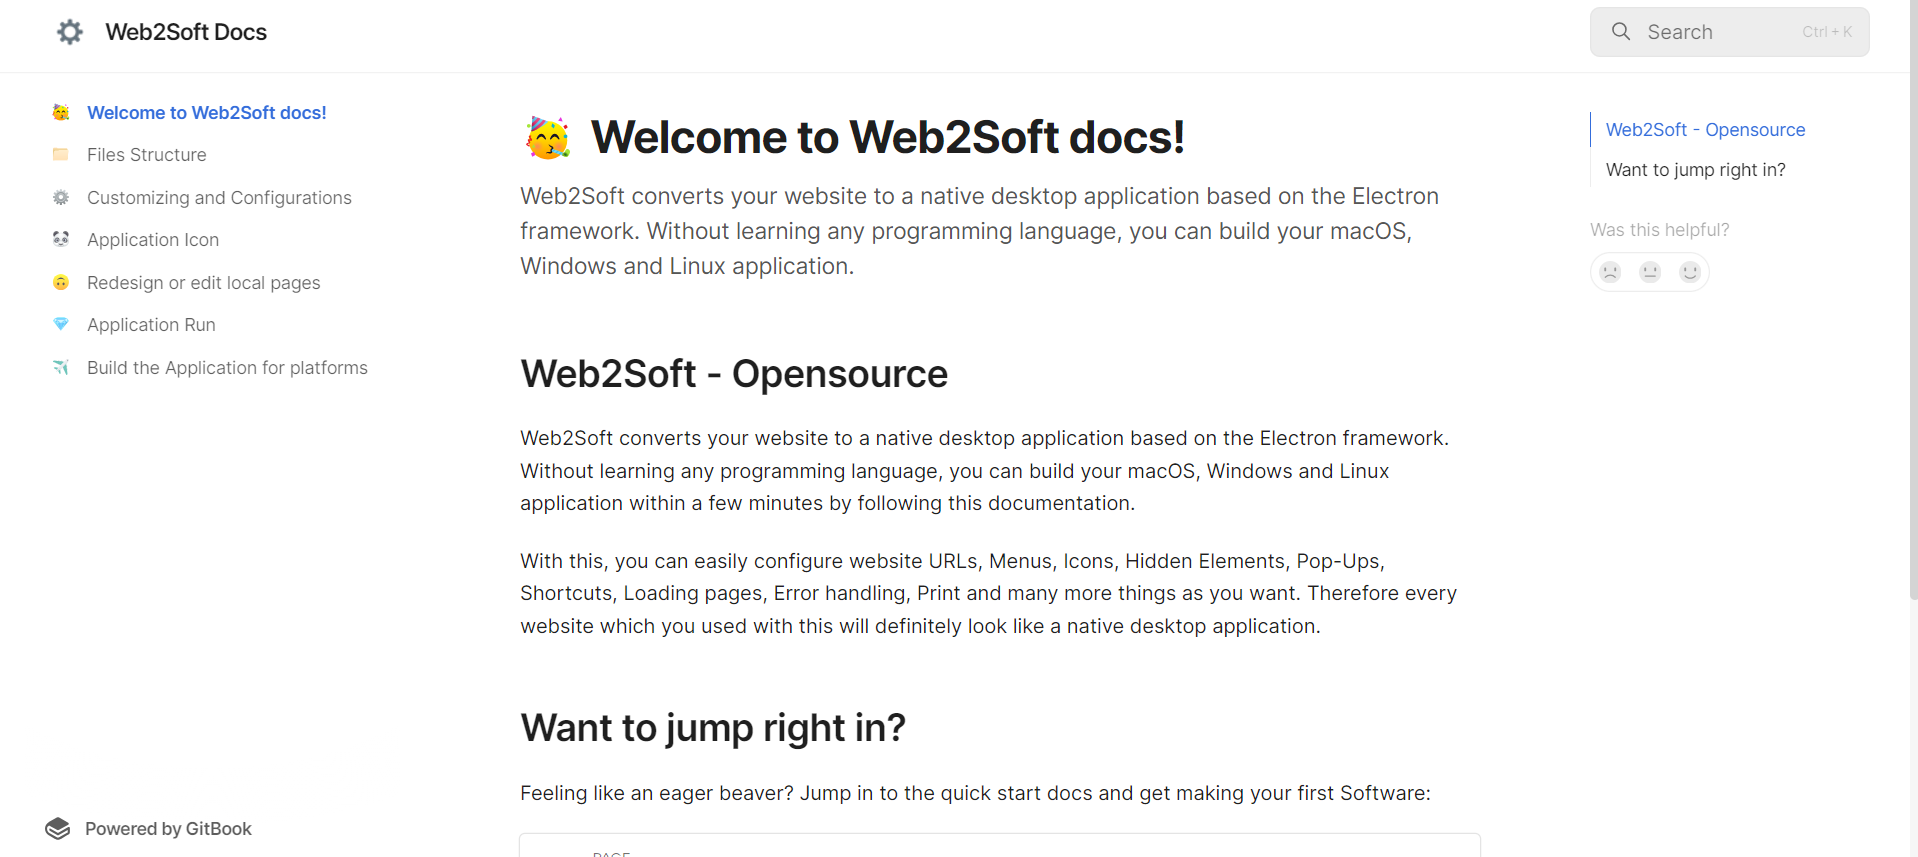 Web2Soft Docs
Search
Ctrl + K
Welcome to Web2Soft docs!
Files Structure
Customizing and Configurations
Application Icon
Redesign or edit local pages
Application Run
Build the Application for platforms
Powered by GitBook
Welcome to Web2Soft docs!
Web2Soft converts your website to a native desktop application based on the Electron
framework. Without learning any programming language, you can build your macOS,
Windows and Linux application.
Web2Soft - Opensource
Web2Soft converts your website to a native desktop application based on the Electron framework.
Without learning any programming language, you can build your macOS, Windows and Linux
application within a few minutes by following this documentation.
With this, you can easily configure website URLs, Menus, Icons, Hidden Elements, Pop-Ups,
Shortcuts, Loading pages, Error handling, Print and many more things as you want. Therefore every
website which you used with this will definitely look like a native desktop application.
Want to jump right in?
Feeling like an eager beaver? Jump in to the quick start docs and get making your first Software:
PAGE
Web2Soft - Opensource
Want to jump right in?
Was this helpful?